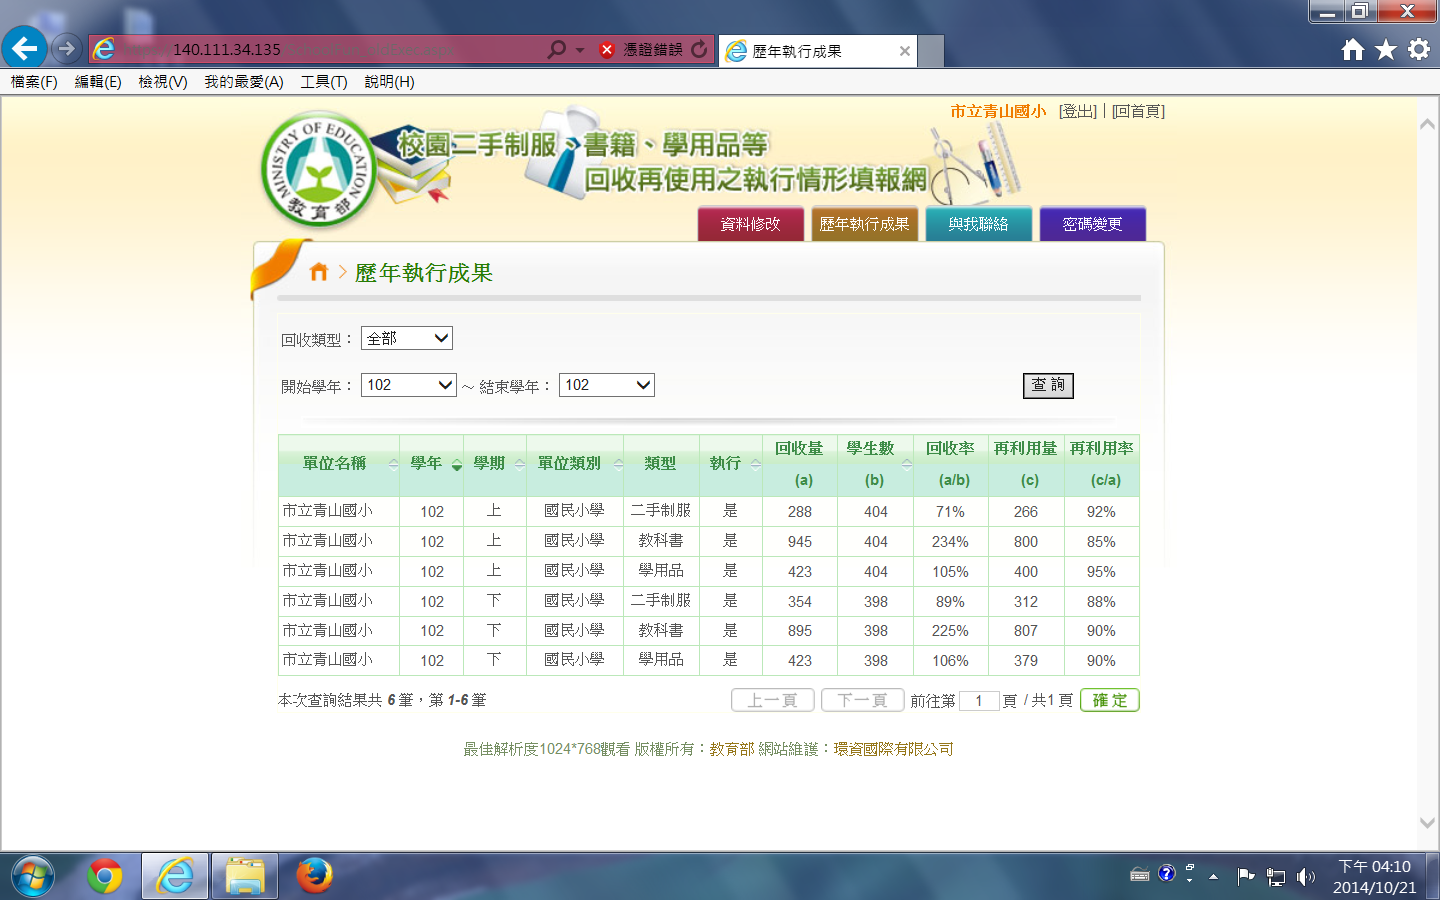 140.111.34.135
憑證錯誤
歷年執行成果
檔案(F) 編輯(E) 檢視(V) 我的最愛(A) 工具(T) 說明(H)
市立青山國小 [登出] | [回首頁]
MINISTRY OF EDUCATION
教育部
校園二手制服、書籍、學用品等
回收再使用之執行情形填報網
資料修改 歷年執行成果 與我聯絡 密碼變更
> 歷年執行成果
回收類型： 全部
開始學年： 102 ～ 結束學年： 102 查 詢
單位名稱 學年 學期 單位類別 類型 執行 回收量 (a) 學生數 (b) 回收率 (a/b) 再利用量 (c) 再利用率 (c/a)
市立青山國小 102 上 國民小學 二手制服 是 288 404 71% 266 92%
市立青山國小 102 上 國民小學 教科書 是 945 404 234% 800 85%
市立青山國小 102 上 國民小學 學用品 是 423 404 105% 400 95%
市立青山國小 102 下 國民小學 二手制服 是 354 398 89% 312 88%
市立青山國小 102 下 國民小學 教科書 是 895 398 225% 807 90%
市立青山國小 102 下 國民小學 學用品 是 423 398 106% 379 90%
本次查詢結果共 6 筆，第 1-6 筆 上一頁 下一頁 前往第 1 頁 / 共1 頁 確 定
最佳解析度1024*768觀看 版權所有：教育部 網站維護：環資國際有限公司
下午 04:10
2014/10/21